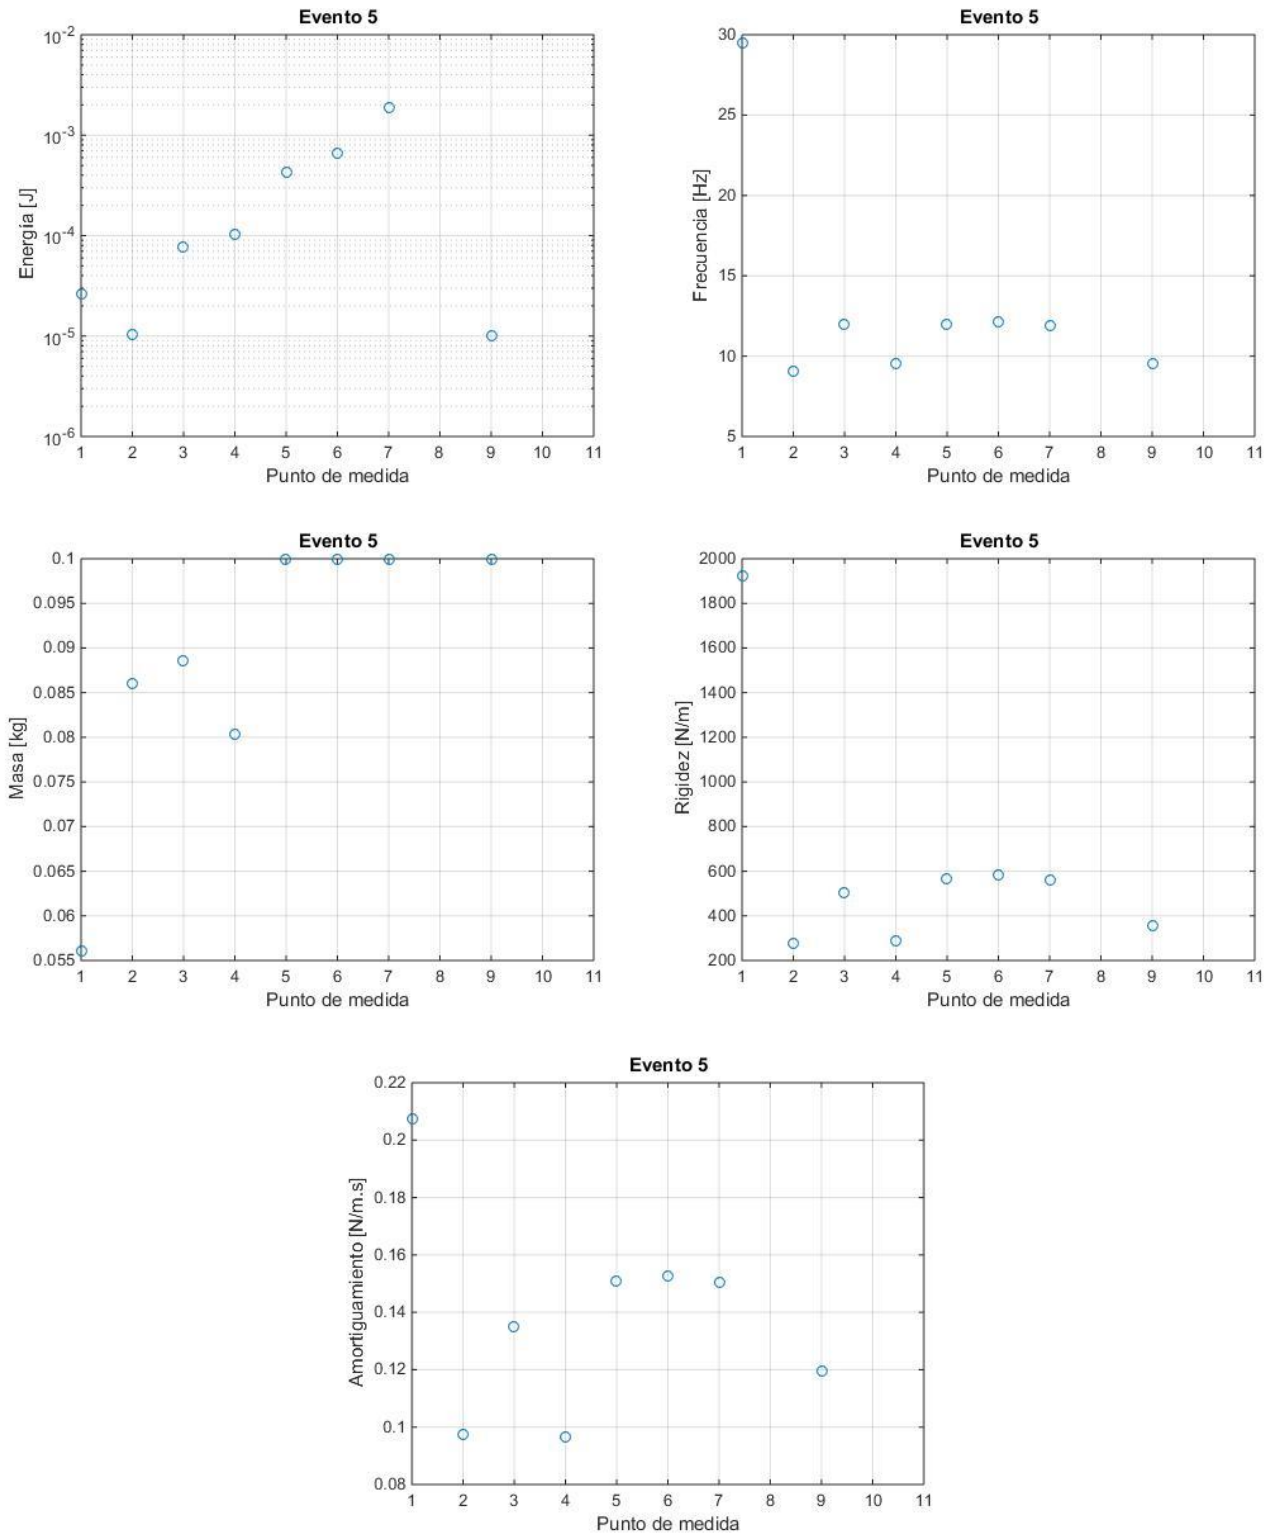 Evento 5
10-2
10-3
10-4
10-5
10-6
Energía [J]
1 2 3 4 5 6 7 8 9 10 11
Punto de medida
Evento 5
30
25
20
15
10
5
Frecuencia [Hz]
1 2 3 4 5 6 7 8 9 10 11
Punto de medida
Evento 5
0.1
0.095
0.09
0.085
0.08
0.075
0.07
0.065
0.06
0.055
Masa [kg]
1 2 3 4 5 6 7 8 9 10 11
Punto de medida
Evento 5
2000
1800
1600
1400
1200
1000
800
600
400
200
Rigidez [N/m]
1 2 3 4 5 6 7 8 9 10 11
Punto de medida
Evento 5
0.22
0.2
0.18
0.16
0.14
0.12
0.1
0.08
Amortiguamiento [N/m.s]
1 2 3 4 5 6 7 8 9 10 11
Punto de medida